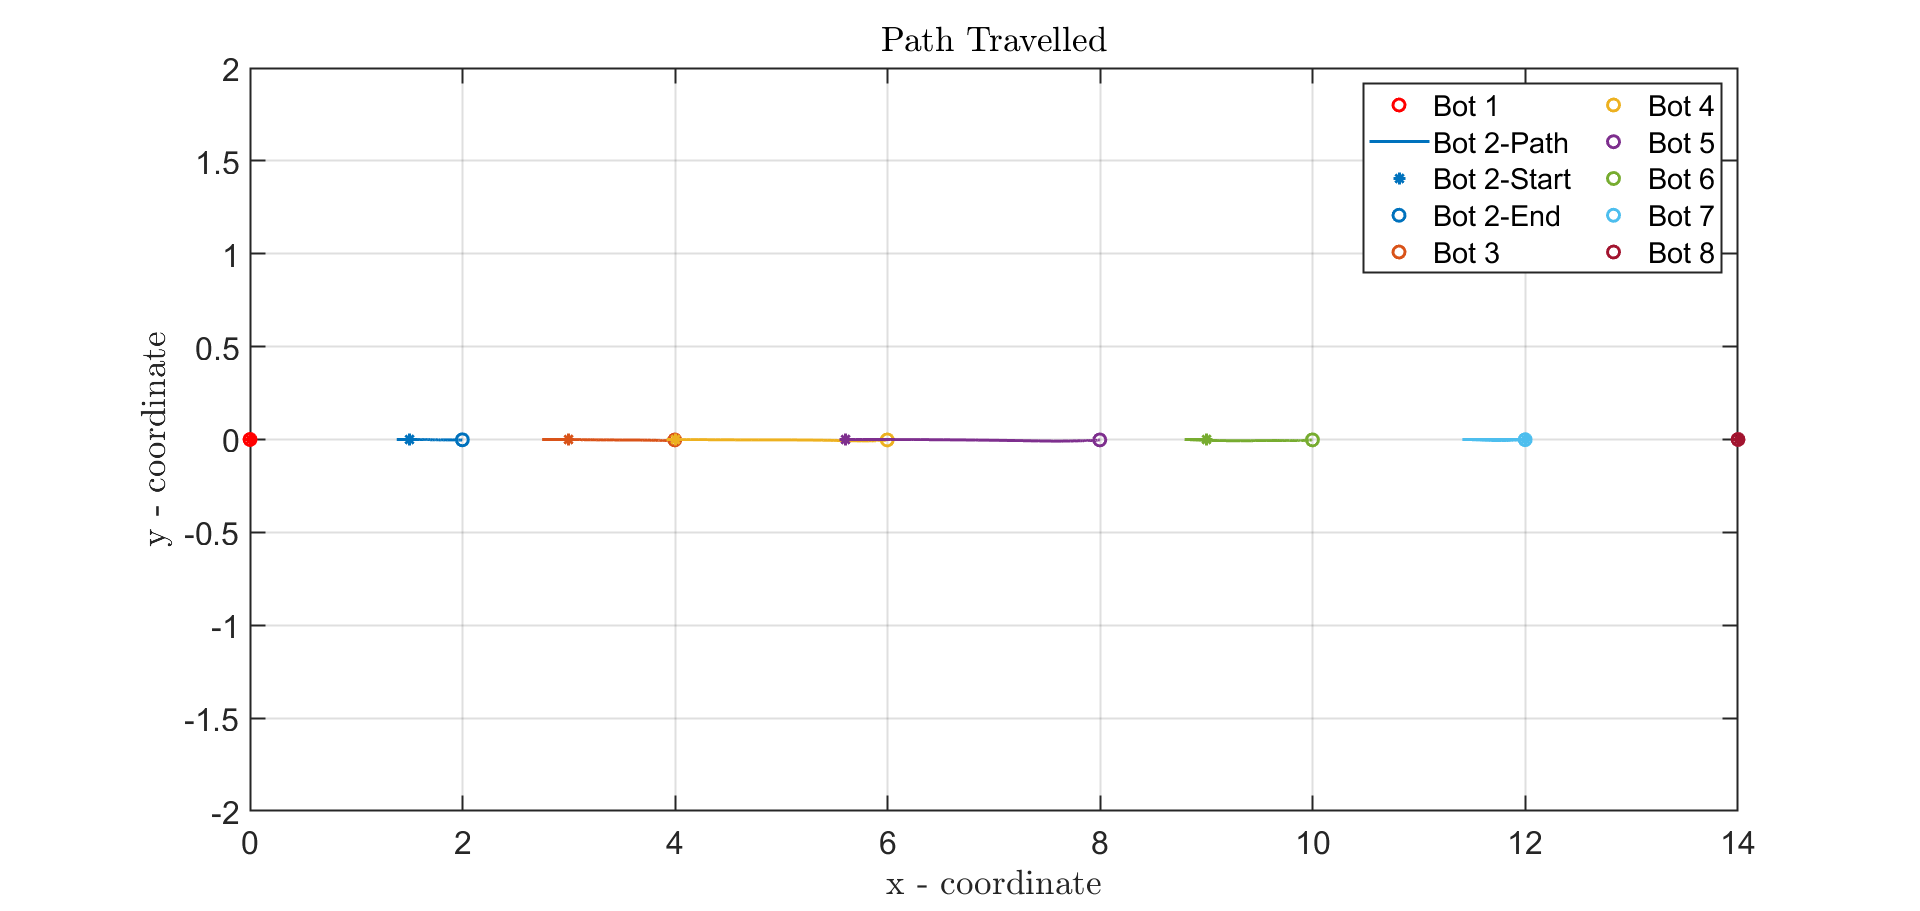 Path Travelled
2
1.5
1
0.5
0
-0.5
-1
-1.5
-2
y - coordinate
Bot 1
Bot 2-Path
Bot 2-Start
Bot 2-End
Bot 3
Bot 4
Bot 5
Bot 6
Bot 7
Bot 8
0 2 4 6 8 10 12 14
x - coordinate